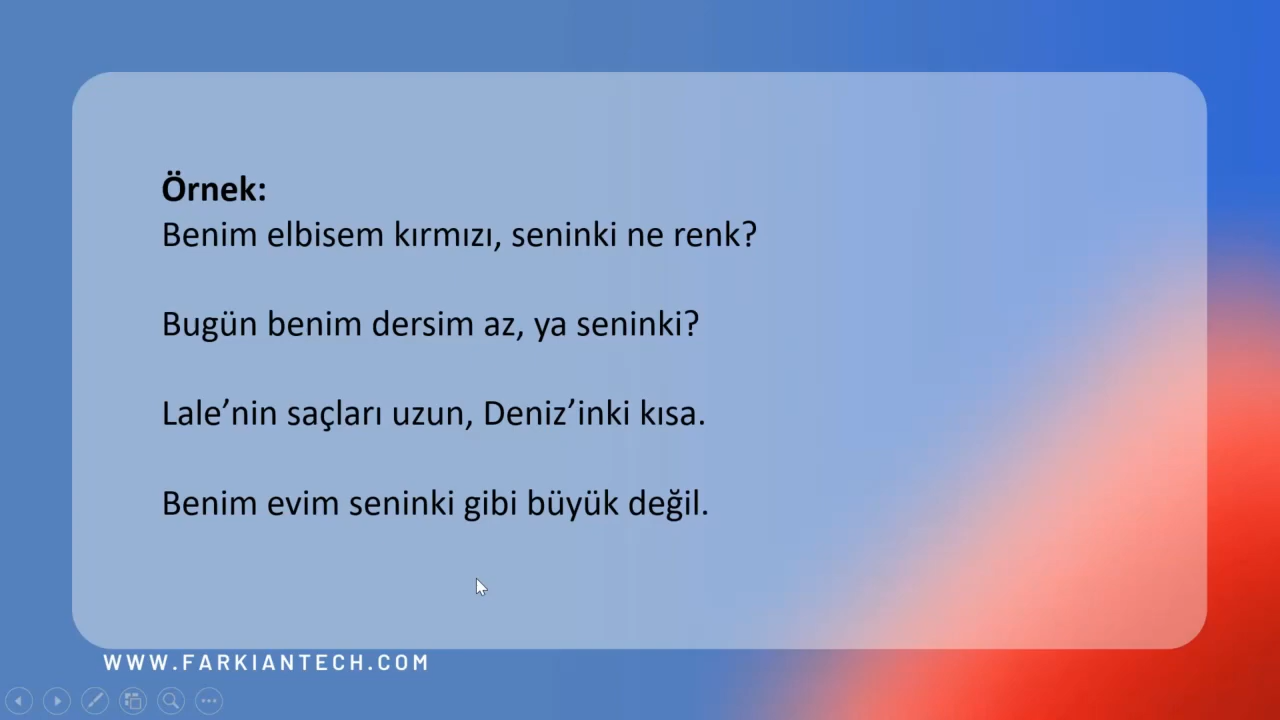 Örnek:
Benim elbisem kırmızı, seninki ne renk?
Bugün benim dersim az, ya seninki?
Lale’nin saçları uzun, Deniz’inki kısa.
Benim evim seninki gibi büyük değil.
WWW.FARKIANTECH.COM